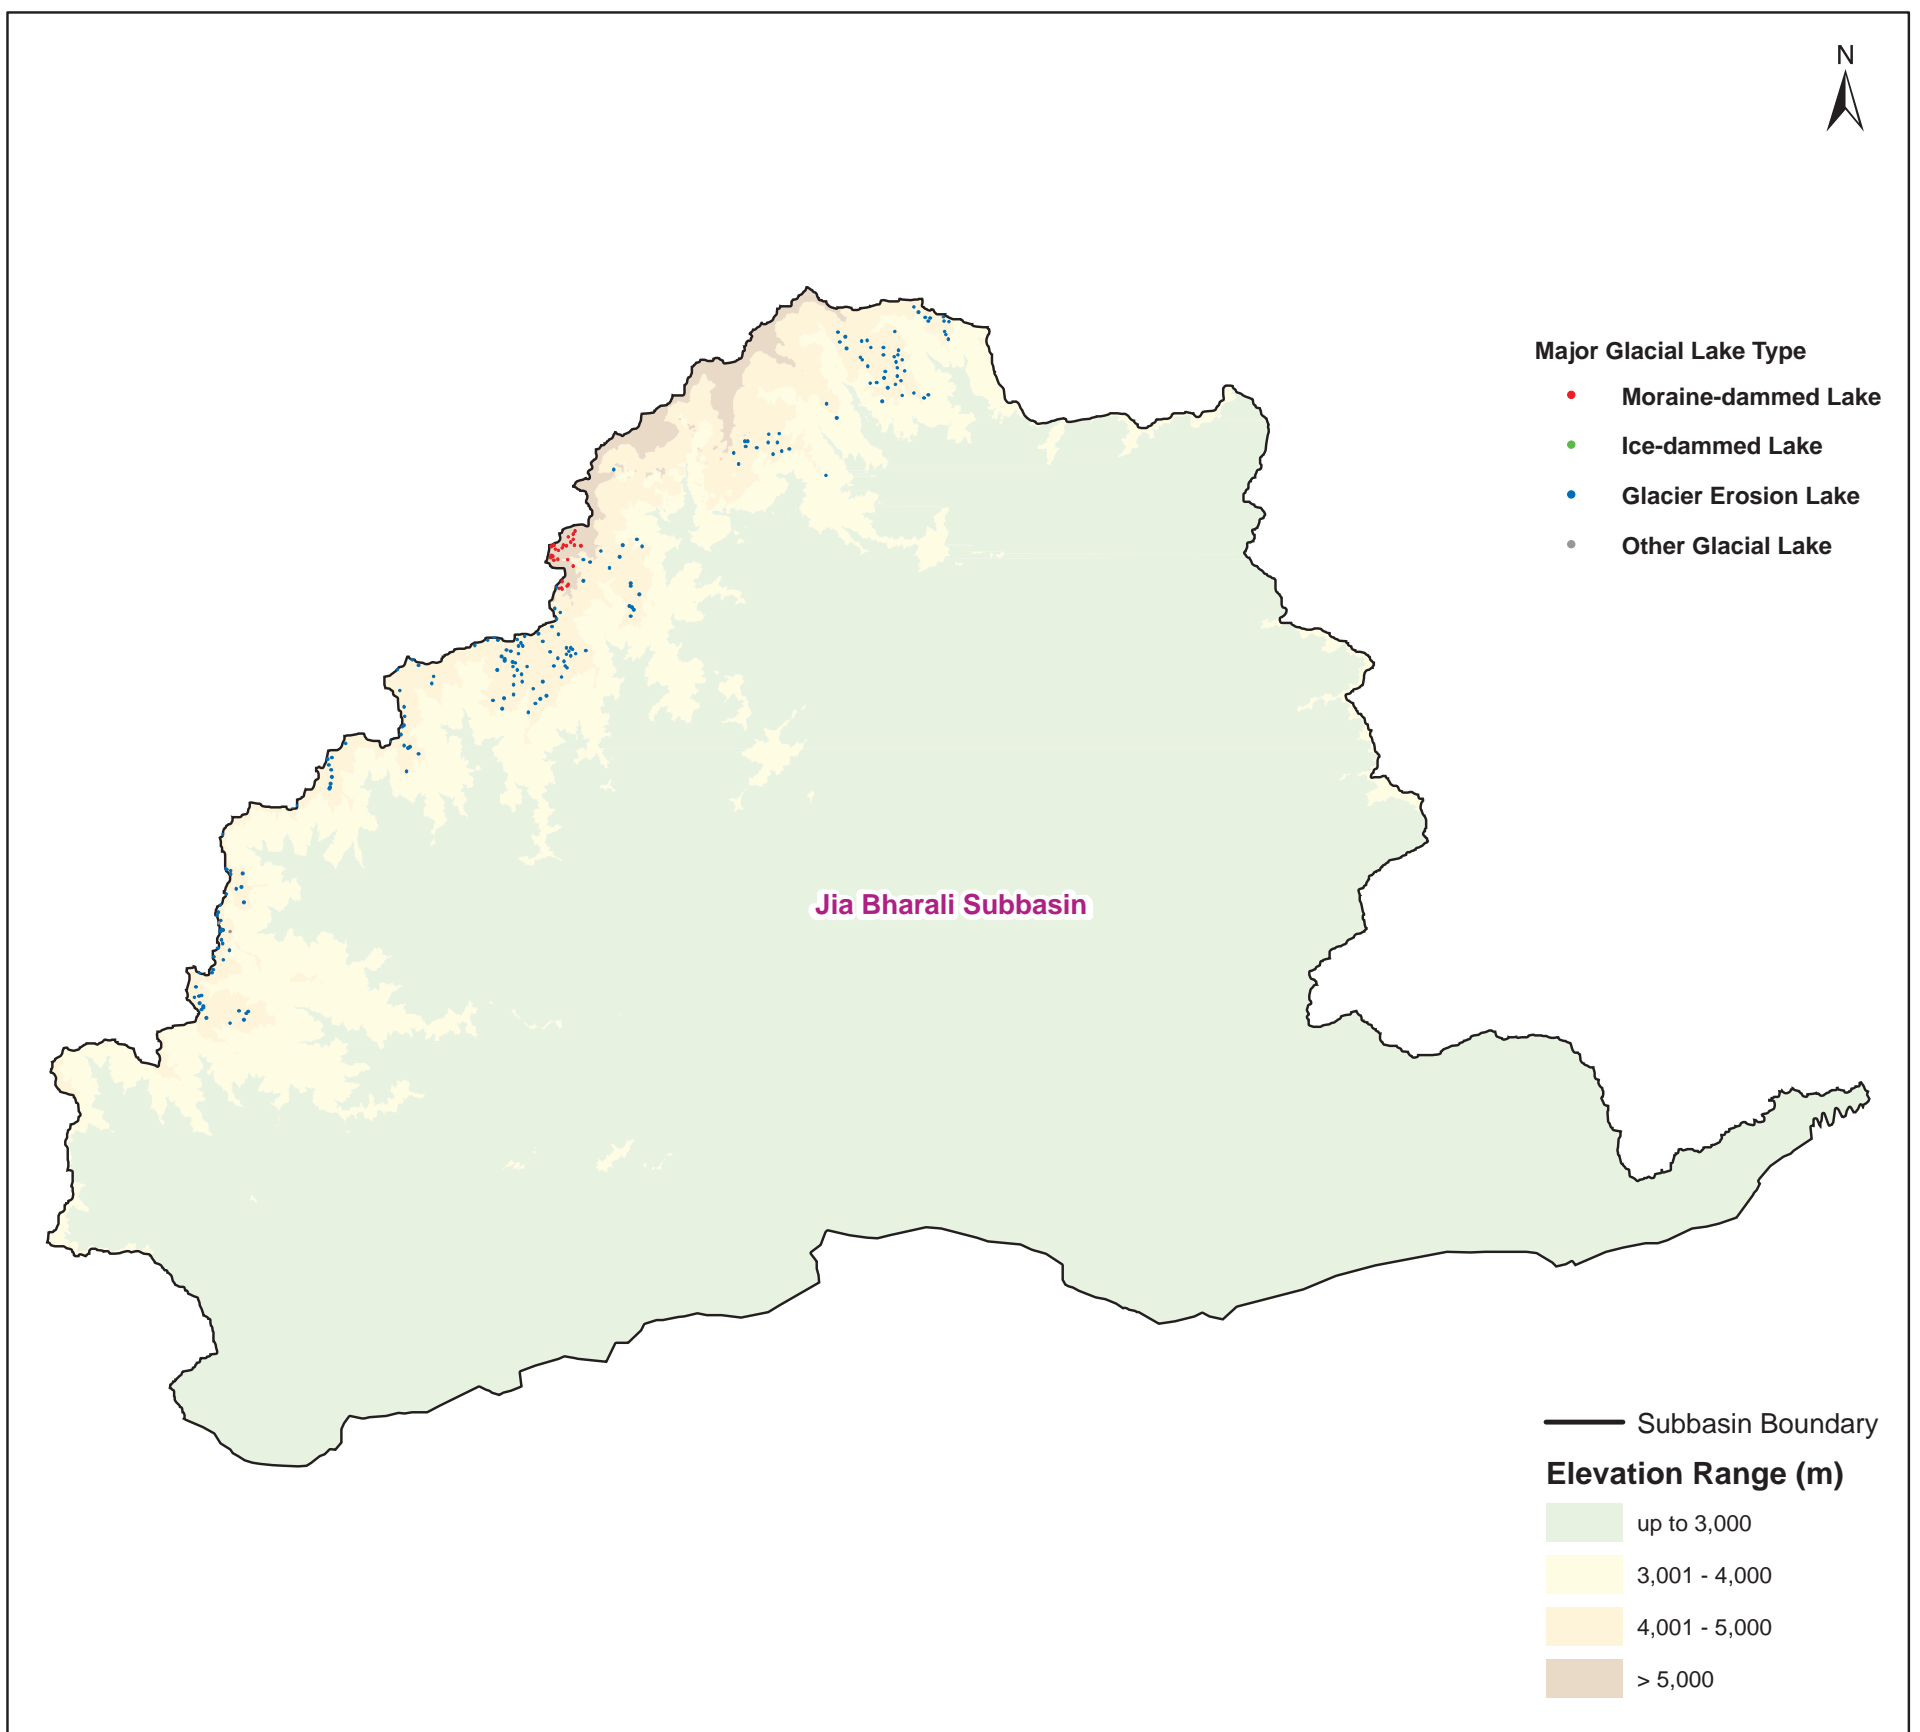 N
Major Glacial Lake Type
Moraine-dammed Lake
Ice-dammed Lake
Glacier Erosion Lake
Other Glacial Lake
Jia Bharali Subbasin
Subbasin Boundary
Elevation Range (m)
up to 3,000
3,001 - 4,000
4,001 - 5,000
> 5,000